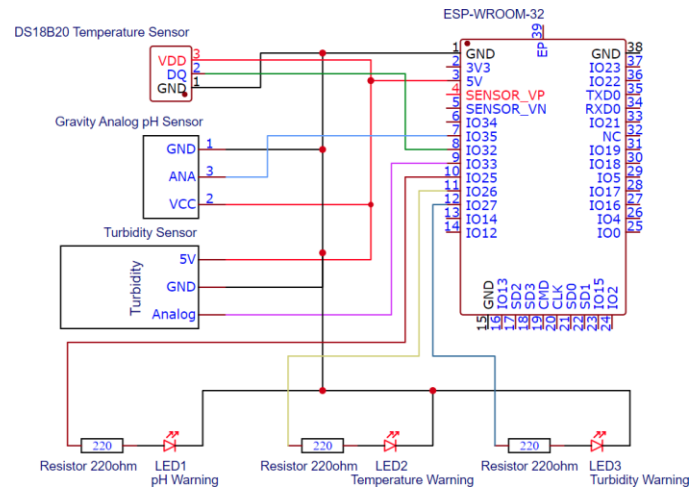 ESP-WROOM-32
DS18B20 Temperature Sensor
VDD 3
DQ 2
GND 1
Gravity Analog pH Sensor
GND 1
ANA 3
VCC 2
Turbidity Sensor
Turbidity
5V
GND
Analog
EP 39
1 GND
2 3V3
3 5V
4 SENSOR_VP
5 SENSOR_VN
6 IO34
7 IO35
8 IO32
9 IO33
10 IO25
11 IO26
12 IO27
13 IO14
14 IO12
GND 38
IO23 37
IO22 36
TXD0 35
RXD0 34
IO21 33
NC 32
IO19 31
IO18 30
IO5 29
IO17 28
IO16 27
IO4 26
IO0 25
15 GND
16 IO13
17 SD2
18 SD3
19 CMD
20 CLK
21 SD0
22 SD1
23 IO15
24 IO2
220
Resistor 220ohm
LED1
pH Warning
220
Resistor 220ohm
LED2
Temperature Warning
220
Resistor 220ohm
LED3
Turbidity Warning